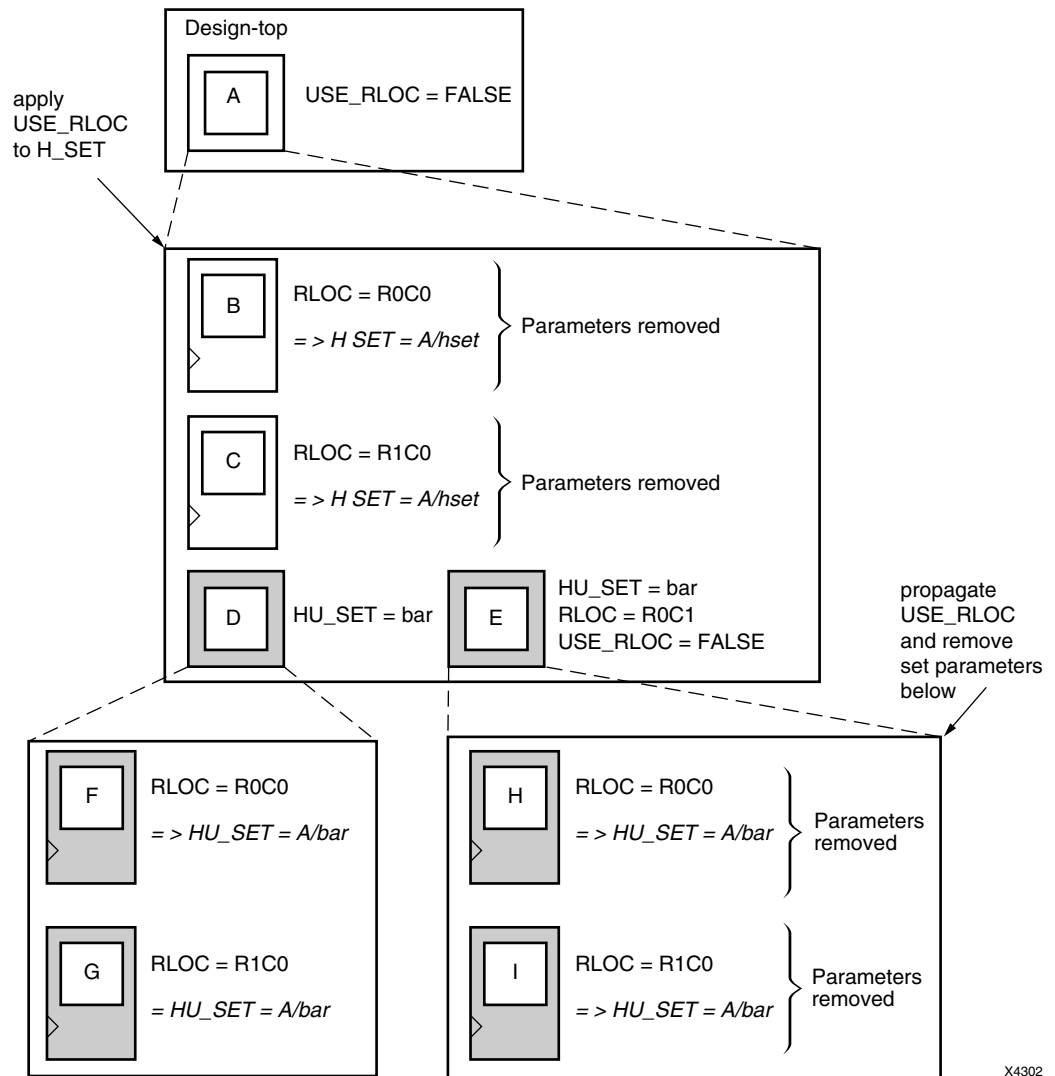 Design-top
A
USE_RLOC = FALSE
apply
USE_RLOC
to H_SET
B
RLOC = R0C0
= > H SET = A/hset
Parameters removed
C
RLOC = R1C0
= > H SET = A/hset
Parameters removed
D
HU_SET = bar
E
HU_SET = bar
RLOC = R0C1
USE_RLOC = FALSE
propagate
USE_RLOC
and remove
set parameters
below
F
RLOC = R0C0
= > HU_SET = A/bar
G
RLOC = R1C0
= HU_SET = A/bar
H
RLOC = R0C0
= > HU_SET = A/bar
Parameters
removed
I
RLOC = R1C0
= > HU_SET = A/bar
Parameters
removed
X4302